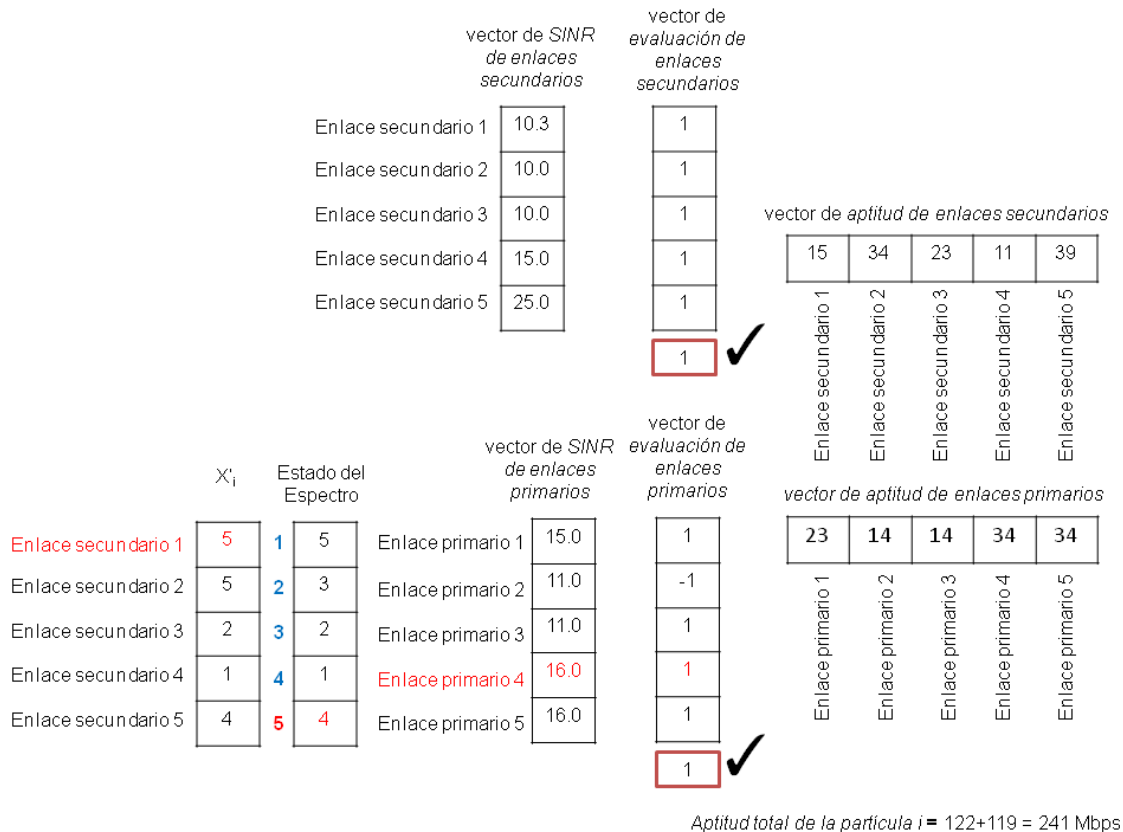 vector de SINR
de enlaces
secundarios
vector de
evaluación de
enlaces
secundarios
Enlace secundario 1 10.3 1
Enlace secundario 2 10.0 1
Enlace secundario 3 10.0 1
Enlace secundario 4 15.0 1
Enlace secundario 5 25.0 1
1
vector de aptitud de enlaces secundarios
15 34 23 11 39
Enlace secundario 1
Enlace secundario 2
Enlace secundario 3
Enlace secundario 4
Enlace secundario 5
X'i
Estado del
Espectro
vector de SINR
de enlaces
primarios
vector de
evaluación de
enlaces
primarios
Enlace secundario 1 5 1 5 Enlace primario 1 15.0 1
Enlace secundario 2 5 2 3 Enlace primario 2 11.0 -1
Enlace secundario 3 2 3 2 Enlace primario 3 11.0 1
Enlace secundario 4 1 4 1 Enlace primario 4 16.0 1
Enlace secundario 5 4 5 4 Enlace primario 5 16.0 1
1
vector de aptitud de enlaces primarios
23 14 14 34 34
Enlace primario 1
Enlace primario 2
Enlace primario 3
Enlace primario 4
Enlace primario 5
Aptitud total de la partícula i = 122+119 = 241 Mbps